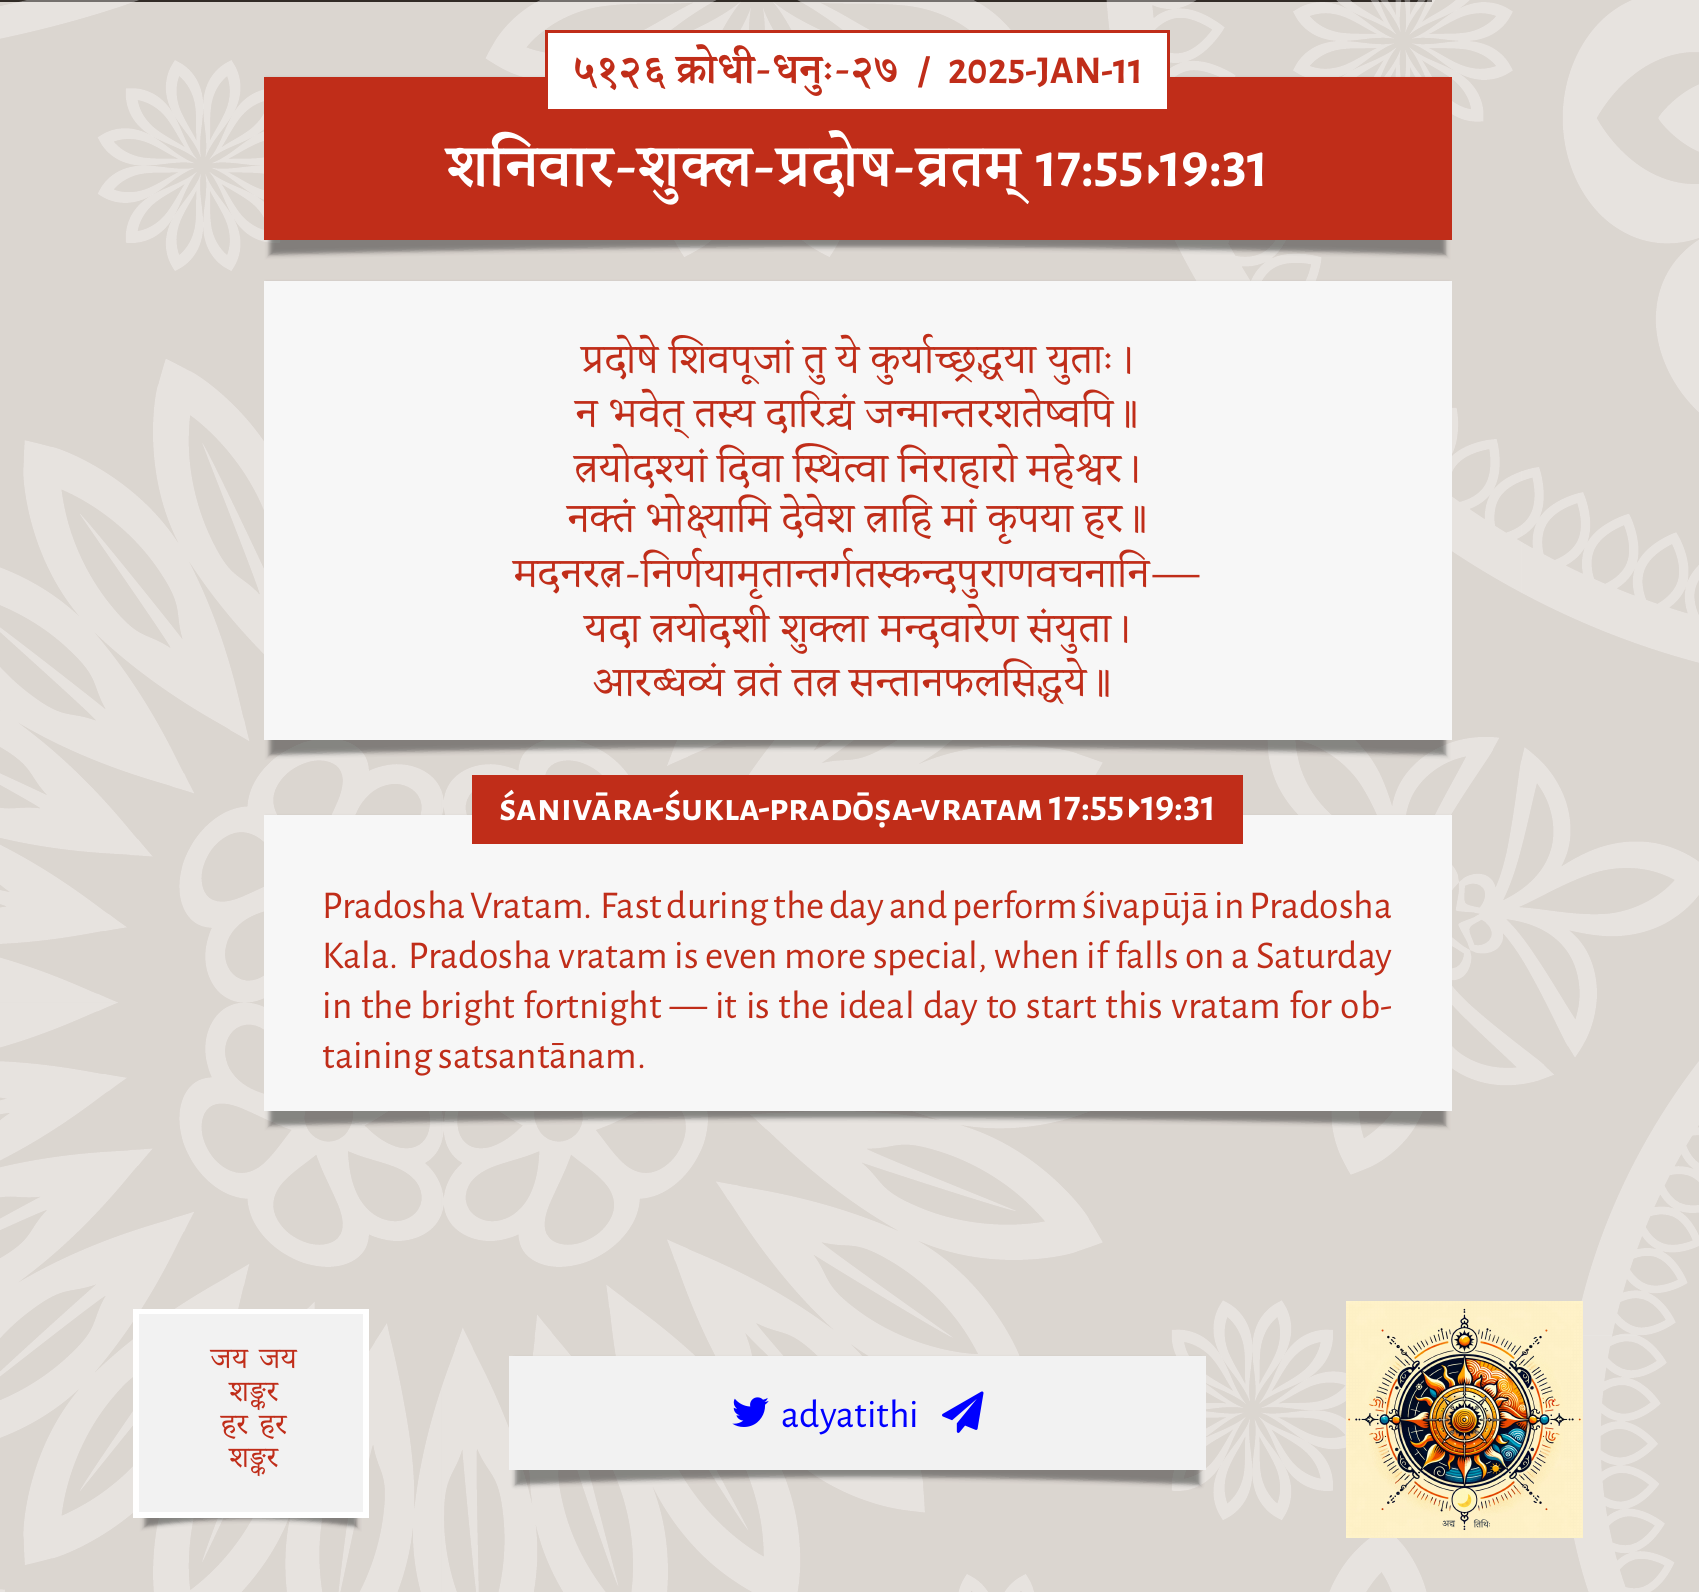 ५१२६ क्रोधी-धनुः-२७ / 2025-JAN-11
शनिवार-शुक्ल-प्रदोष-व्रतम् 17:55▸19:31
प्रदोषे शिवपूजां तु ये कुर्याच्छ्रद्धया युताः।
न भवेत् तस्य दारिद्र्यं जन्मान्तरशतेष्वपि॥
त्रयोदश्यां दिवा स्थित्वा निराहारो महेश्वर।
नक्तं भोक्ष्यामि देवेश त्राहि मां कृपया हर॥
मदनरत्न-निर्णयामृतान्तर्गतस्कन्दपुराणवचनानि—
यदा त्रयोदशी शुक्ला मन्दवारेण संयुता।
आरब्धव्यं व्रतं तत्र सन्तानफलसिद्धये॥
ŚANIVĀRA-ŚUKLA-PRADŌṢA-VRATAM 17:55▸19:31
Pradosha Vratam. Fast during the day and perform śivapūjā in Pradosha
Kala. Pradosha vratam is even more special, when if falls on a Saturday
in the bright fortnight — it is the ideal day to start this vratam for ob-
taining satsantānam.
जय जय
शङ्कर
हर हर
शङ्कर
adyatithi
अद्य तिथिः